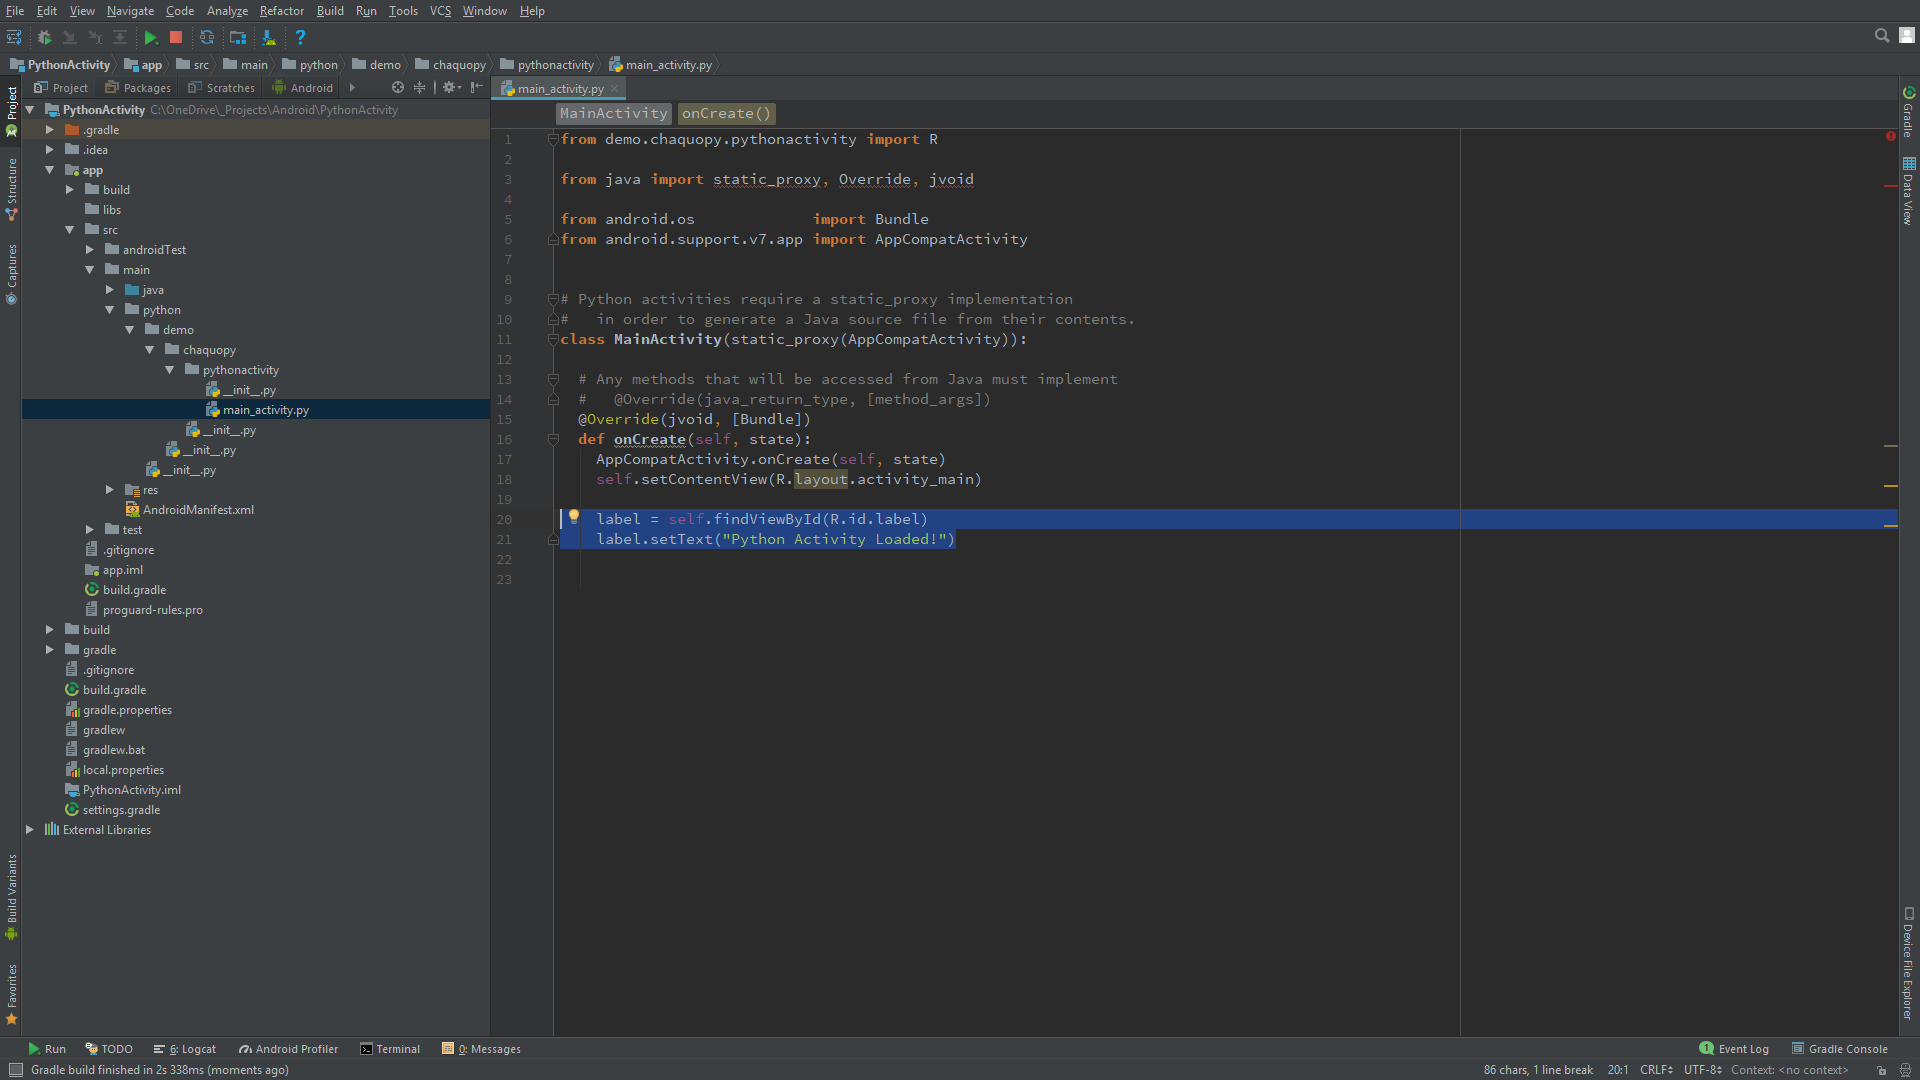 File Edit View Navigate Code Analyze Refactor Build Run Tools VCS Window Help
PythonActivity app src main python demo chaquopy pythonactivity main_activity.py
Project Packages Scratches Android
main_activity.py
MainActivity onCreate()
Project
Structure
Captures
Build Variants
Favorites
PythonActivity C:\OneDrive\_Projects\Android\PythonActivity
.gradle
.idea
app
build
libs
src
androidTest
main
java
python
demo
chaquopy
pythonactivity
__init__.py
main_activity.py
__init__.py
__init__.py
__init__.py
res
AndroidManifest.xml
test
.gitignore
app.iml
build.gradle
proguard-rules.pro
build
gradle
.gitignore
build.gradle
gradle.properties
gradlew
gradlew.bat
local.properties
PythonActivity.iml
settings.gradle
External Libraries
1 from demo.chaquopy.pythonactivity import R
2
3 from java import static_proxy, Override, jvoid
4
5 from android.os             import Bundle
6 from android.support.v7.app import AppCompatActivity
7
8
9 # Python activities require a static_proxy implementation
10 #   in order to generate a Java source file from their contents.
11 class MainActivity(static_proxy(AppCompatActivity)):
12
13   # Any methods that will be accessed from Java must implement
14   #   @Override(java_return_type, [method_args])
15   @Override(jvoid, [Bundle])
16   def onCreate(self, state):
17     AppCompatActivity.onCreate(self, state)
18     self.setContentView(R.layout.activity_main)
19
20     label = self.findViewById(R.id.label)
21     label.setText("Python Activity Loaded!")
22
23
Gradle
Data View
Device File Explorer
Run TODO 6: Logcat Android Profiler Terminal 0: Messages 1 Event Log Gradle Console
Gradle build finished in 2s 338ms (moments ago) 86 chars, 1 line break 20:1 CRLF UTF-8 Context: <no context>